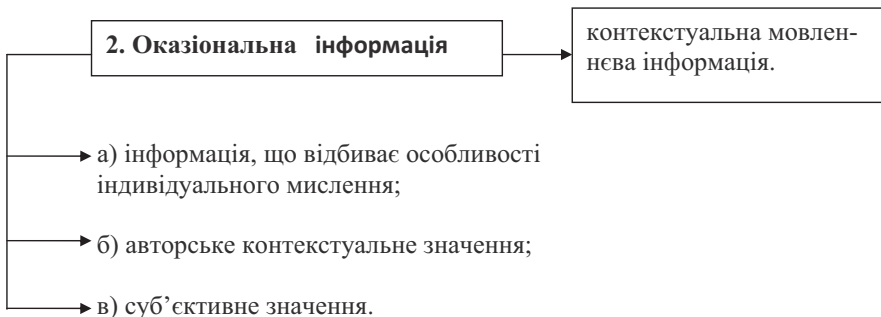 2. Оказіональна інформація
контекстуальна мовлен-
нєва інформація.
а) інформація, що відбиває особливості
індивідуального мислення;
б) авторське контекстуальне значення;
в) суб’єктивне значення.